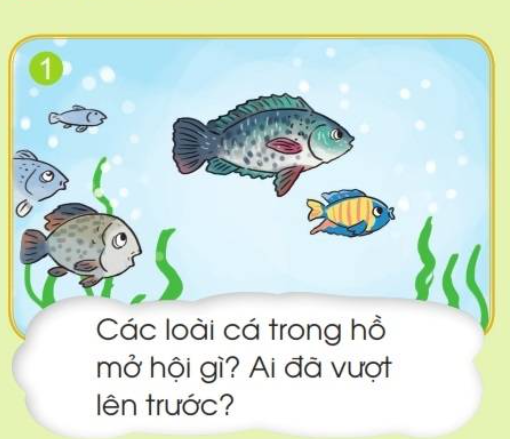 1
Các loài cá trong hồ
mở hội gì? Ai đã vượt
lên trước?